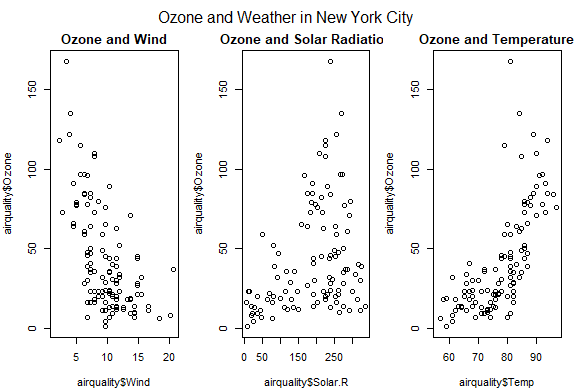 Ozone and Weather in New York City
Ozone and Wind
Ozone and Solar Radiatio
Ozone and Temperature
airquality$Ozone
0 50 100 150
5 10 15 20
airquality$Wind
airquality$Ozone
0 50 100 150
0 50 150 250
airquality$Solar.R
airquality$Ozone
0 50 100 150
60 70 80 90
airquality$Temp